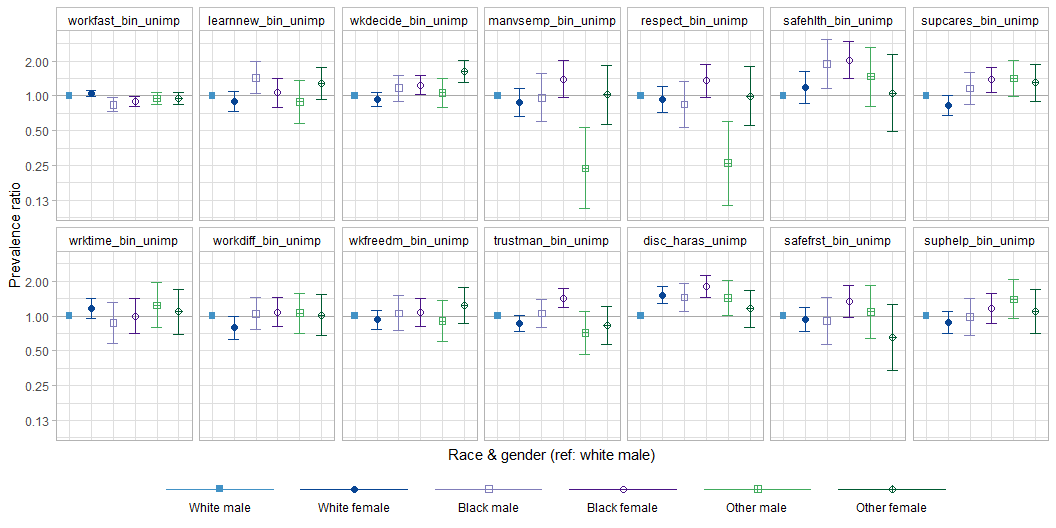 workfast_bin_unimp learnnew_bin_unimp wkdecide_bin_unimp manvsemp_bin_unimp respect_bin_unimp safehlth_bin_unimp supcares_bin_unimp
2.00
1.00
0.50
0.25
0.13
Prevalence ratio
wrktime_bin_unimp workdiff_bin_unimp wkfreedm_bin_unimp trustman_bin_unimp disc_haras_unimp safefrst_bin_unimp suphelp_bin_unimp
2.00
1.00
0.50
0.25
0.13
Race & gender (ref: white male)
White male White female Black male Black female Other male Other female